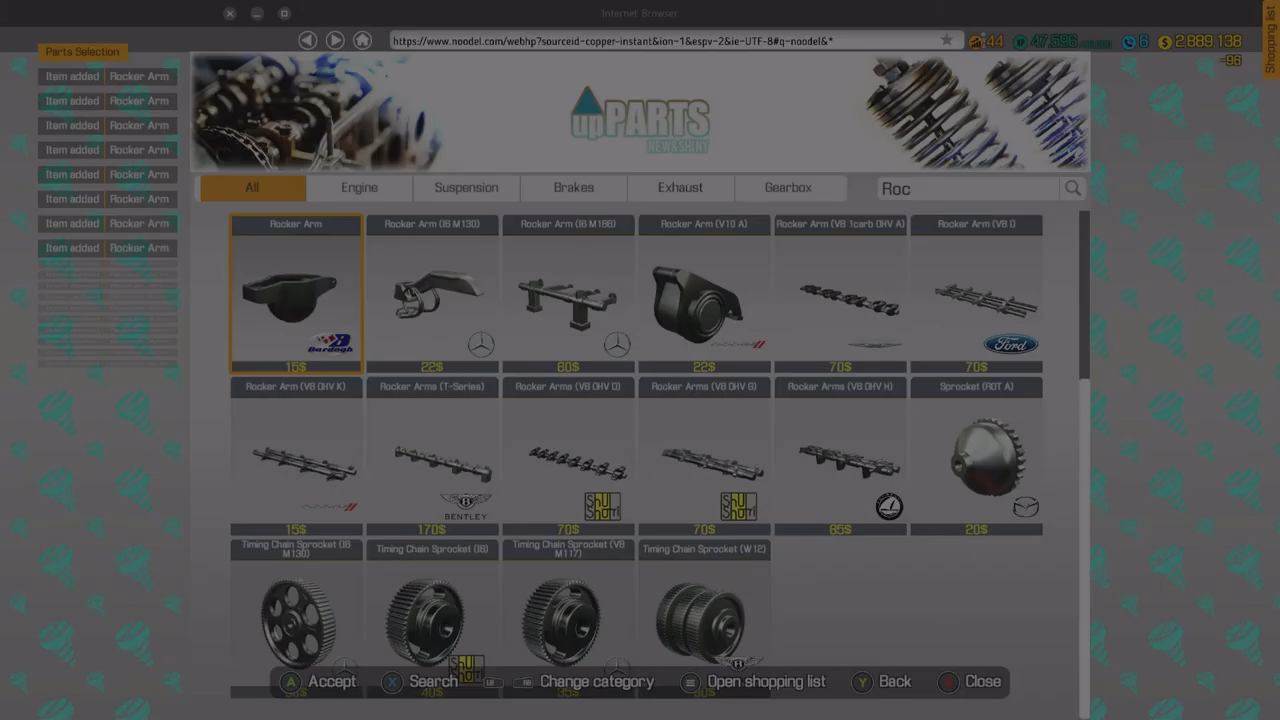 Internet Browser
Shopping list
https://www.noodel.com/webhp?sourceid-copper-instant&ion-1&espv-2&ie-UTF-8#q-noodel&*
44
47,596
6
$ 2,889,138
-96
Parts Selection
Item added Rocker Arm
Item added Rocker Arm
Item added Rocker Arm
Item added Rocker Arm
Item added Rocker Arm
Item added Rocker Arm
Item added Rocker Arm
Item added Rocker Arm
upPARTS
NEW&SHINY
All Engine Suspension Brakes Exhaust Gearbox Roc
Rocker Arm
Rocker Arm (I6 M130)
Rocker Arm (I6 M186)
Rocker Arm (V10 A)
Rocker Arm (V8 1carb OHV A)
Rocker Arm (V8 I)
Bardogh
Ford
15$ 22$ 60$ 22$ 70$ 70$
Rocker Arm (V8 OHV K)
Rocker Arms (T-Series)
Rocker Arms (V8 OHV D)
Rocker Arms (V8 OHV G)
Rocker Arms (V8 OHV H)
Sprocket (ROT A)
BENTLEY
15$ 170$ 70$ 70$ 85$ 20$
Timing Chain Sprocket (I6 M130)
Timing Chain Sprocket (I6)
Timing Chain Sprocket (V8 M117)
Timing Chain Sprocket (W12)
A Accept X Search LB RB Change category Open shopping list Y Back Close